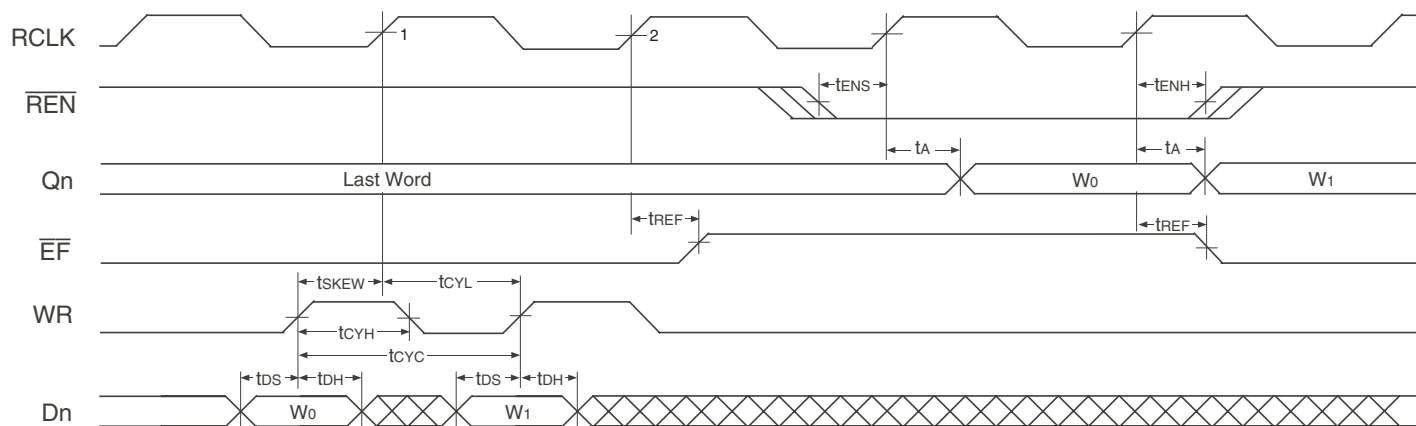 RCLK 1 2
REN tENS tENH
tA tA
Qn Last Word W0 W1
tREF tREF
EF
tSKEW tCYL
WR
tCYH
tCYC
tDS tDH tDS tDH
Dn W0 W1